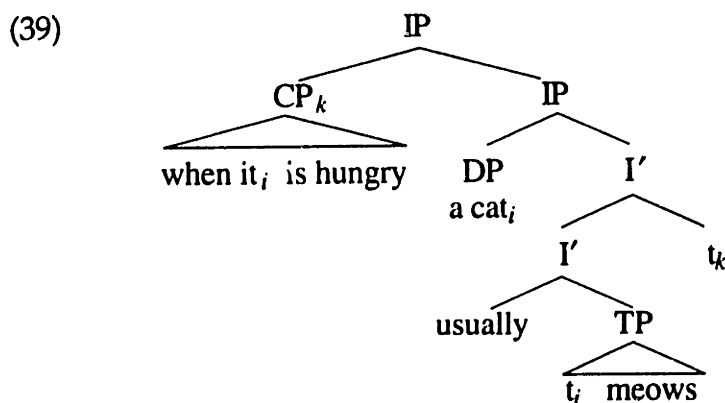 (39) IP
CP_k IP
when it_i is hungry DP I′
a cat_i
I′ t_k
usually TP
t_i meows